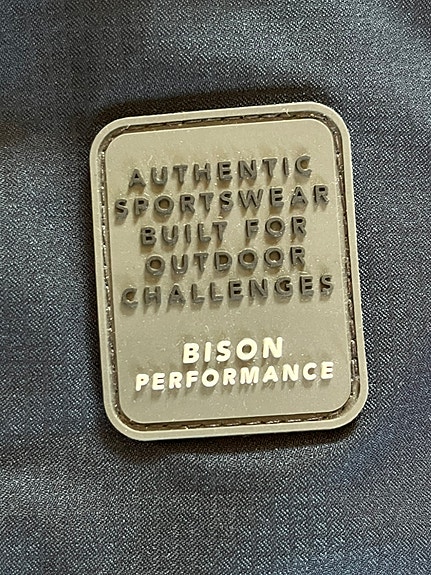 AUTHENTIC
SPORTSWEAR
BUILT FOR
OUTDOOR
CHALLENGES
BISON
PERFORMANCE